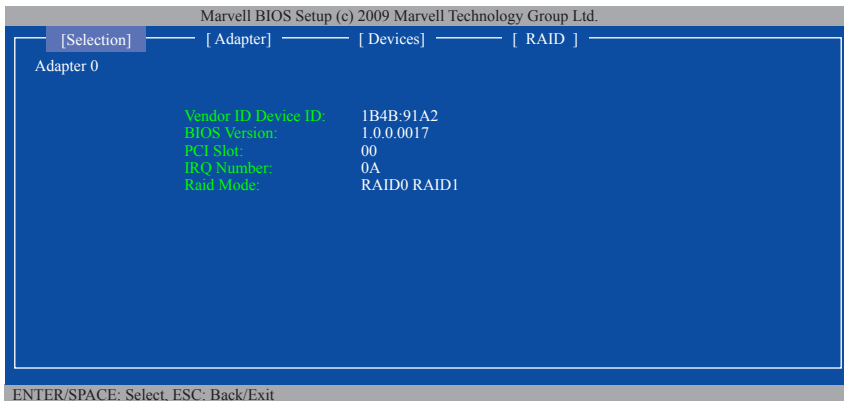 Marvell BIOS Setup (c) 2009 Marvell Technology Group Ltd.
[Selection] [ Adapter] [ Devices] [ RAID ]
Adapter 0
Vendor ID Device ID: 1B4B:91A2
BIOS Version: 1.0.0.0017
PCI Slot: 00
IRQ Number: 0A
Raid Mode: RAID0 RAID1
ENTER/SPACE: Select, ESC: Back/Exit